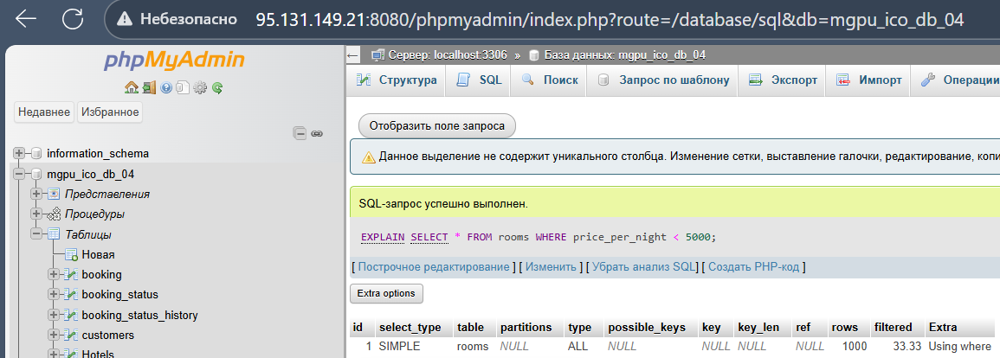 Небезопасно 95.131.149.21:8080/phpmyadmin/index.php?route=/database/sql&db=mgpu_ico_db_04
phpMyAdmin
Недавнее Избранное
information_schema
mgpu_ico_db_04
Представления
Процедуры
Таблицы
Новая
booking
booking_status
booking_status_history
customers
Hotels
Сервер: localhost:3306 » База данных: mgpu_ico_db_04
Структура SQL Поиск Запрос по шаблону Экспорт Импорт Операции
Отобразить поле запроса
Данное выделение не содержит уникального столбца. Изменение сетки, выставление галочки, редактирование, копи
SQL-запрос успешно выполнен.
EXPLAIN SELECT * FROM rooms WHERE price_per_night < 5000;
[ Построчное редактирование ] [ Изменить ] [ Убрать анализ SQL] [ Создать PHP-код ]
Extra options
id select_type table partitions type possible_keys key key_len ref rows filtered Extra
1 SIMPLE rooms NULL ALL NULL NULL NULL NULL 1000 33.33 Using where